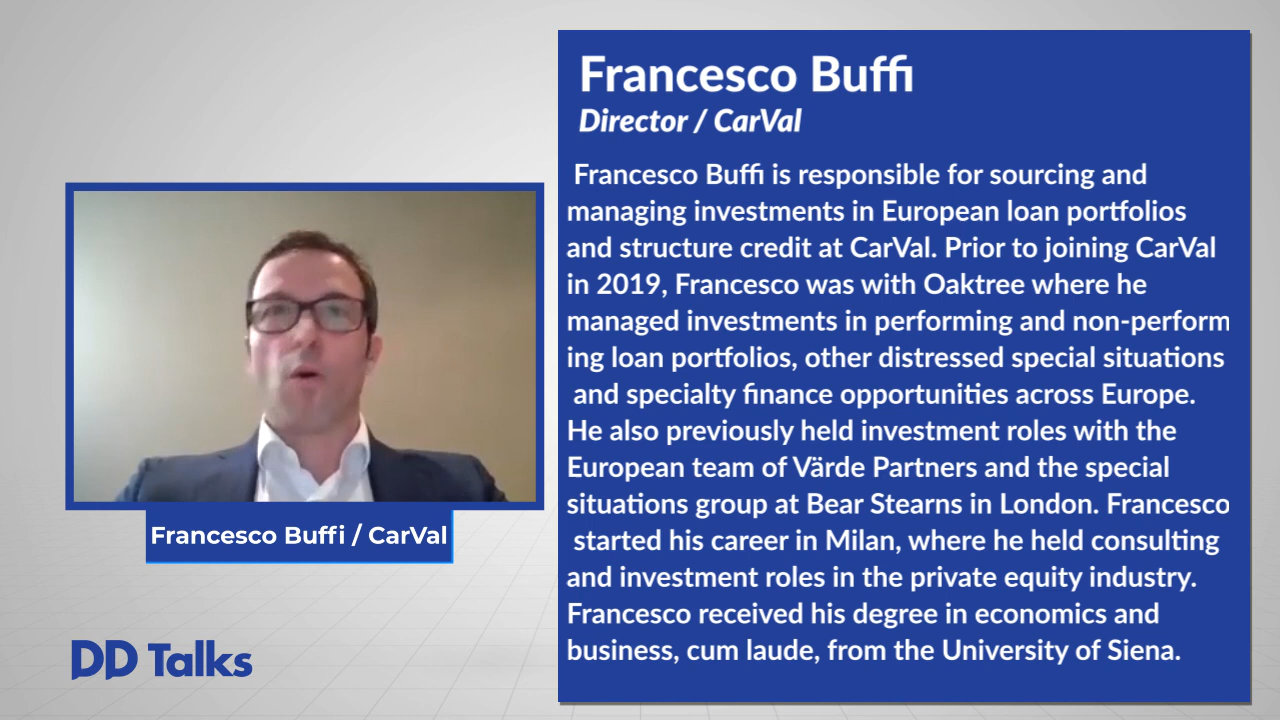 Francesco Buffi
Director / CarVal
Francesco Buffi is responsible for sourcing and
managing investments in European loan portfolios
and structure credit at CarVal. Prior to joining CarVal
in 2019, Francesco was with Oaktree where he
managed investments in performing and non-perform
ing loan portfolios, other distressed special situations
and specialty finance opportunities across Europe.
He also previously held investment roles with the
European team of Värde Partners and the special
situations group at Bear Stearns in London. Francesco
started his career in Milan, where he held consulting
and investment roles in the private equity industry.
Francesco received his degree in economics and
business, cum laude, from the University of Siena.
Francesco Buffi / CarVal
DD Talks